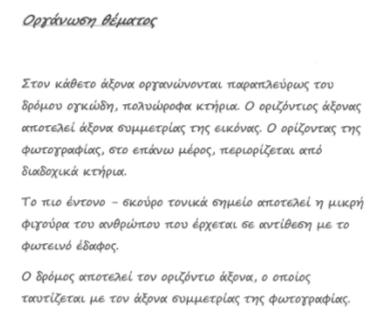 Οργάνωση θέματος
Στον κάθετο άξονα οργανώνονται παραπλεύρως του
δρόμου ογκώδη, πολυώροφα κτήρια. Ο οριζόντιος άξονας
αποτελεί άξονα συμμετρίας της εικόνας. Ο ορίζοντας της
φωτογραφίας, στο επάνω μέρος, περιορίζεται από
διαδοχικά κτήρια.
Το πιο έντονο – σκούρο τονικά σημείο αποτελεί η μικρή
φιγούρα του ανθρώπου που έρχεται σε αντίθεση με το
φωτεινό έδαφος.
Ο δρόμος αποτελεί τον οριζόντιο άξονα, ο οποίος
ταυτίζεται με τον άξονα συμμετρίας της φωτογραφίας.